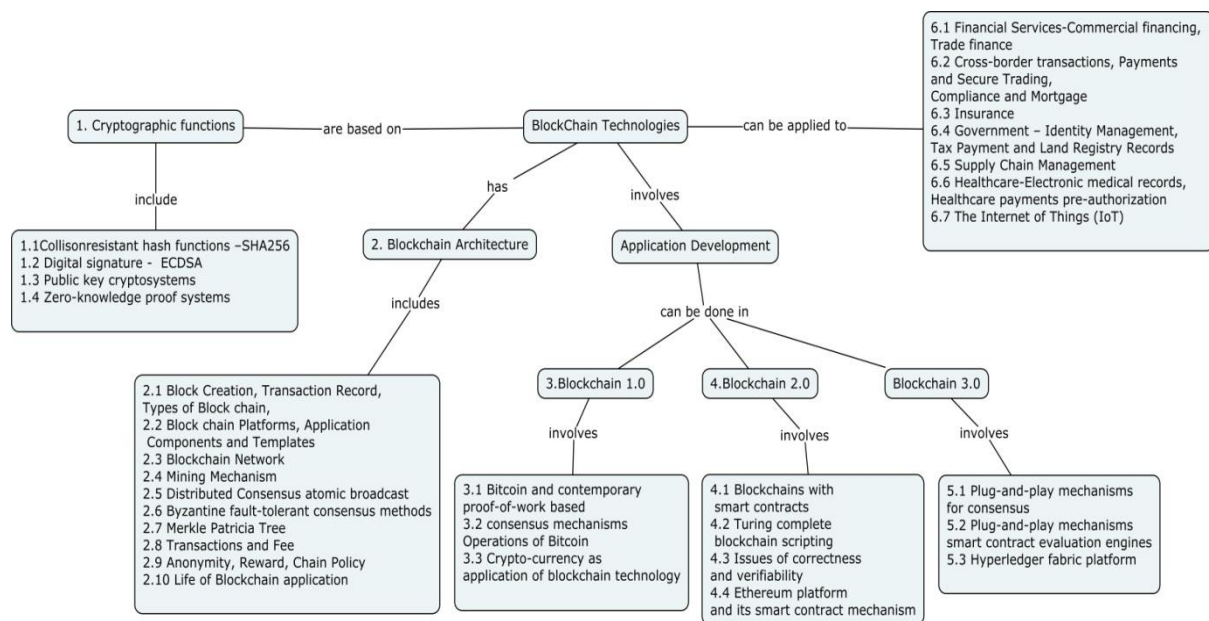 6.1 Financial Services-Commercial financing,
Trade finance
6.2 Cross-border transactions, Payments
and Secure Trading,
Compliance and Mortgage
6.3 Insurance
6.4 Government – Identity Management,
Tax Payment and Land Registry Records
6.5 Supply Chain Management
6.6 Healthcare-Electronic medical records,
Healthcare payments pre-authorization
6.7 The Internet of Things (IoT)
1. Cryptographic functions
are based on
BlockChain Technologies
can be applied to
include
has
involves
1.1Collisonresistant hash functions –SHA256
1.2 Digital signature - ECDSA
1.3 Public key cryptosystems
1.4 Zero-knowledge proof systems
2. Blockchain Architecture
Application Development
includes
can be done in
2.1 Block Creation, Transaction Record,
Types of Block chain,
2.2 Block chain Platforms, Application
Components and Templates
2.3 Blockchain Network
2.4 Mining Mechanism
2.5 Distributed Consensus atomic broadcast
2.6 Byzantine fault-tolerant consensus methods
2.7 Merkle Patricia Tree
2.8 Transactions and Fee
2.9 Anonymity, Reward, Chain Policy
2.10 Life of Blockchain application
3.Blockchain 1.0
4.Blockchain 2.0
Blockchain 3.0
involves
involves
involves
3.1 Bitcoin and contemporary
proof-of-work based
3.2 consensus mechanisms
Operations of Bitcoin
3.3 Crypto-currency as
application of blockchain technology
4.1 Blockchains with
smart contracts
4.2 Turing complete
blockchain scripting
4.3 Issues of correctness
and verifiability
4.4 Ethereum platform
and its smart contract mechanism
5.1 Plug-and-play mechanisms
for consensus
5.2 Plug-and-play mechanisms
smart contract evaluation engines
5.3 Hyperledger fabric platform